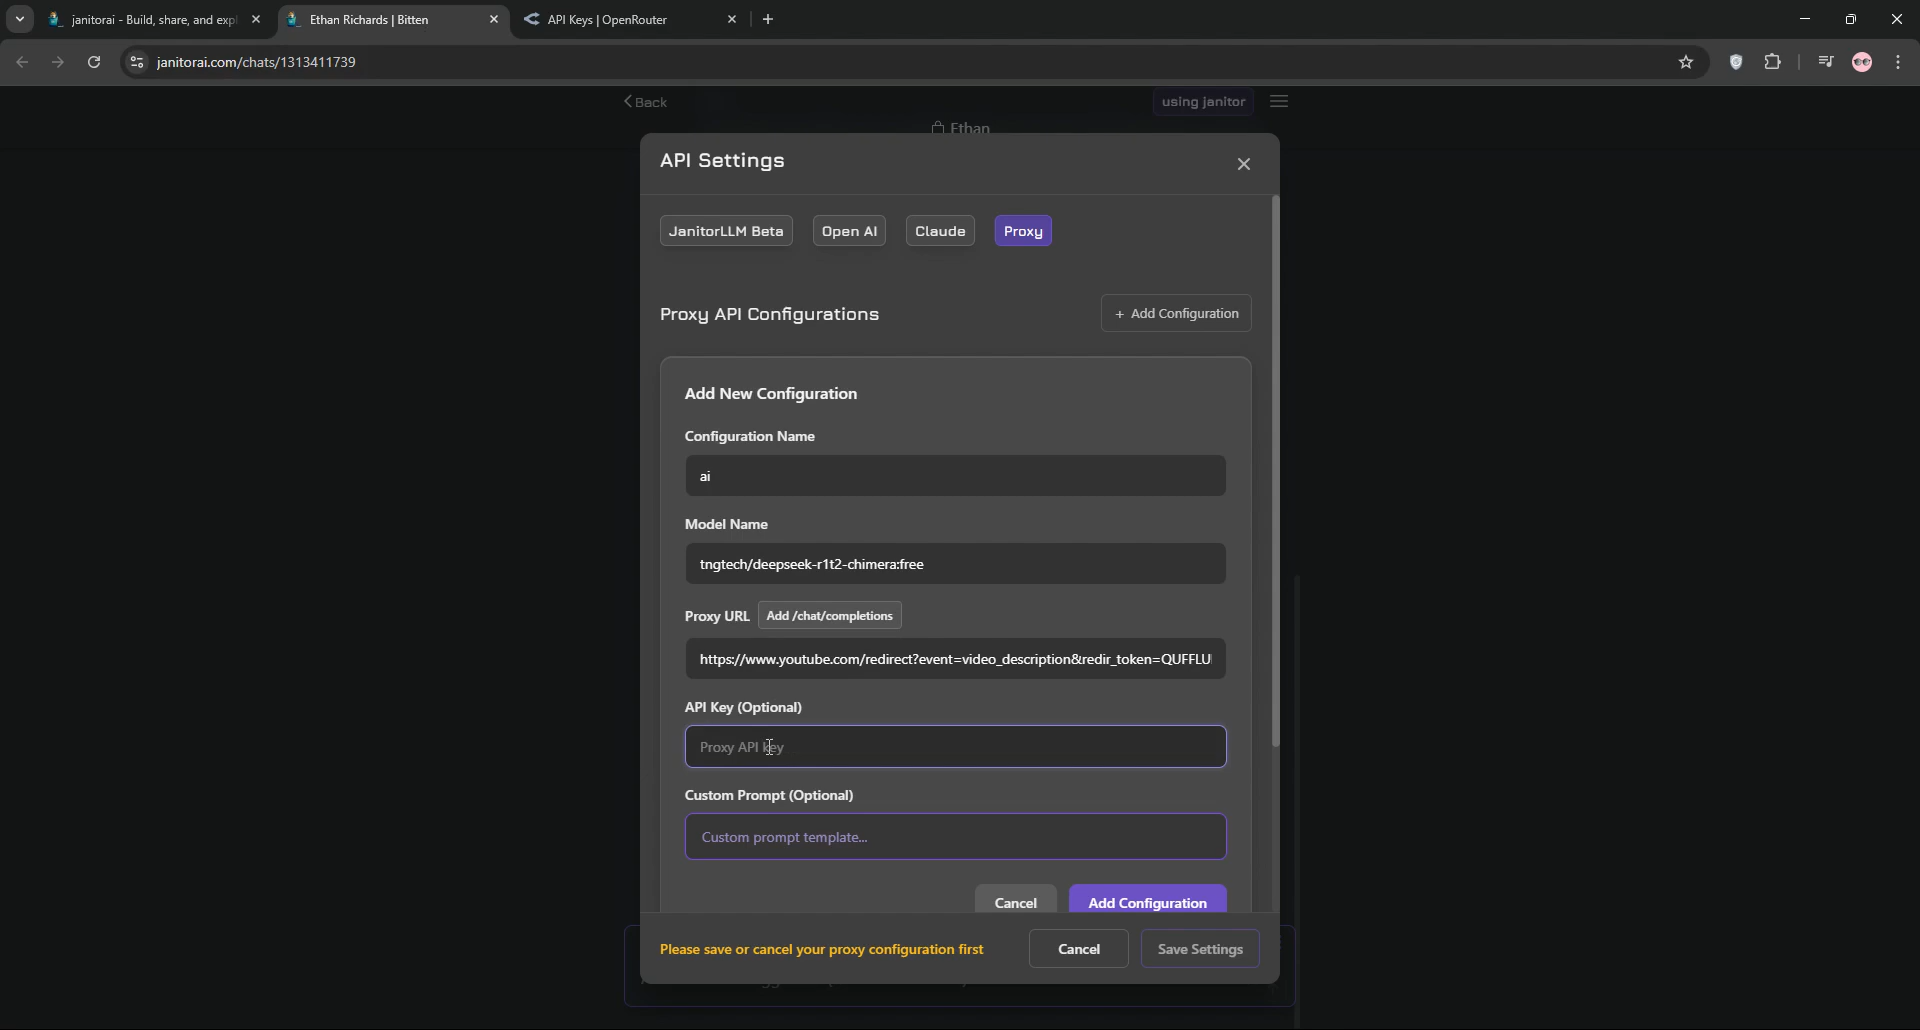 janitorai - Build, share, and expl
Ethan Richards | Bitten
API Keys | OpenRouter
janitorai.com/chats/1313411739
Back
using janitor
Ethan
API Settings
JanitorLLM Beta
Open AI
Claude
Proxy
Proxy API Configurations
+ Add Configuration
Add New Configuration
Configuration Name
ai
Model Name
tngtech/deepseek-r1t2-chimera:free
Proxy URL
Add /chat/completions
https://www.youtube.com/redirect?event=video_description&redir_token=QUFFLU
API Key (Optional)
Proxy API key
Custom Prompt (Optional)
Custom prompt template...
Cancel
Add Configuration
Please save or cancel your proxy configuration first
Cancel
Save Settings